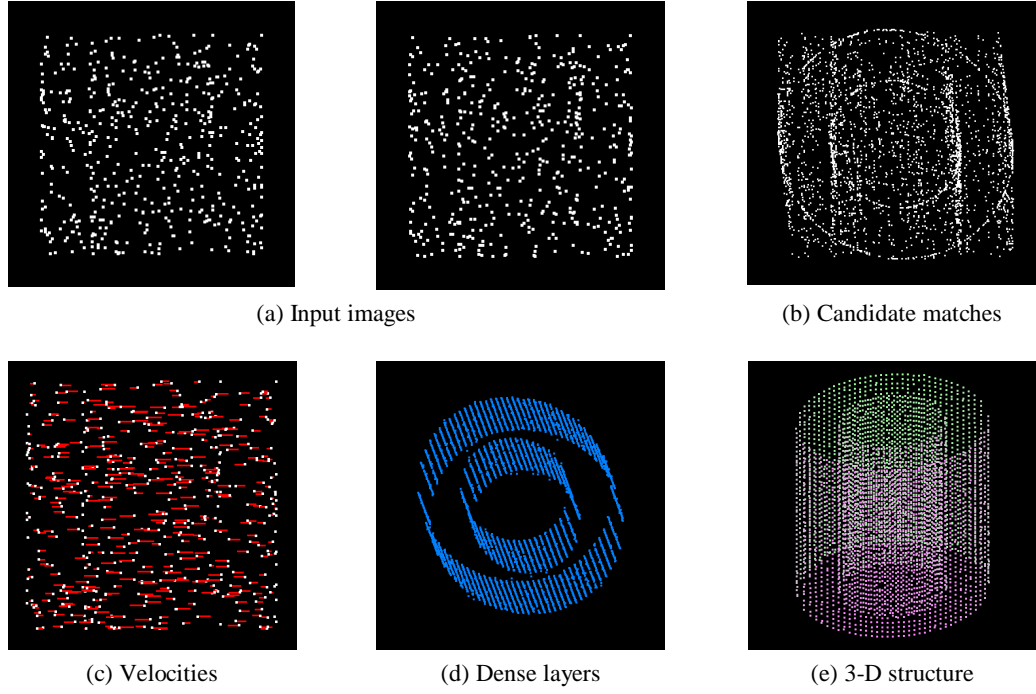 (a) Input images
(b) Candidate matches
(c) Velocities
(d) Dense layers
(e) 3-D structure